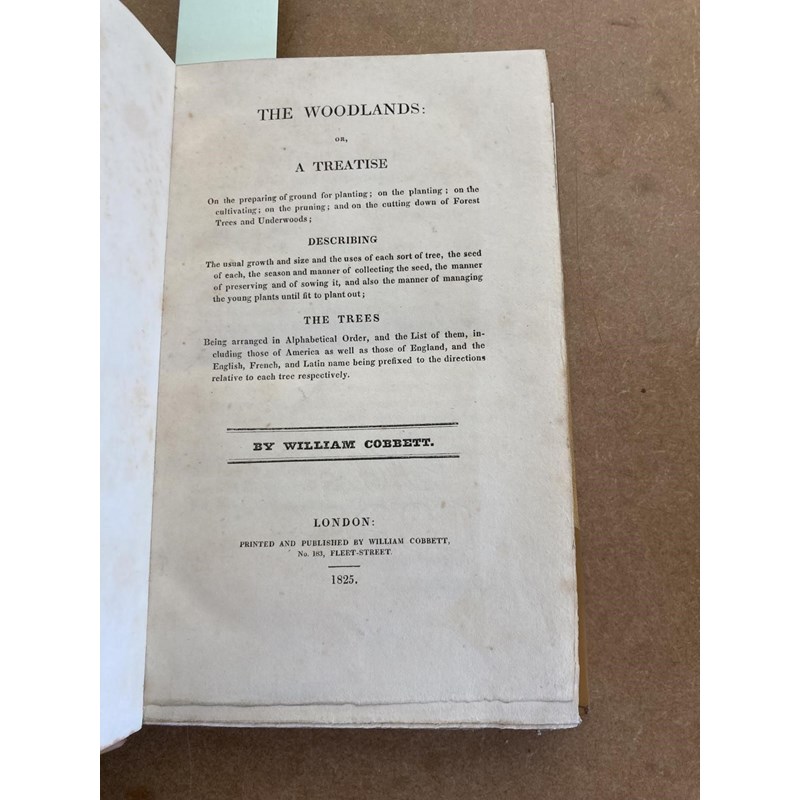 THE WOODLANDS:
OR,
A TREATISE
On the preparing of ground for planting; on the planting; on the
cultivating; on the pruning; and on the cutting down of Forest
Trees and Underwoods;
DESCRIBING
The usual growth and size and the uses of each sort of tree, the seed
of each, the season and manner of collecting the seed, the manner
of preserving and of sowing it, and also the manner of managing
the young plants until fit to plant out;
THE TREES
Being arranged in Alphabetical Order, and the List of them, in-
cluding those of America as well as those of England, and the
English, French, and Latin name being prefixed to the directions
relative to each tree respectively.
BY WILLIAM COBBETT.
LONDON:
PRINTED AND PUBLISHED BY WILLIAM COBBETT,
No. 183, FLEET-STREET.
1825.